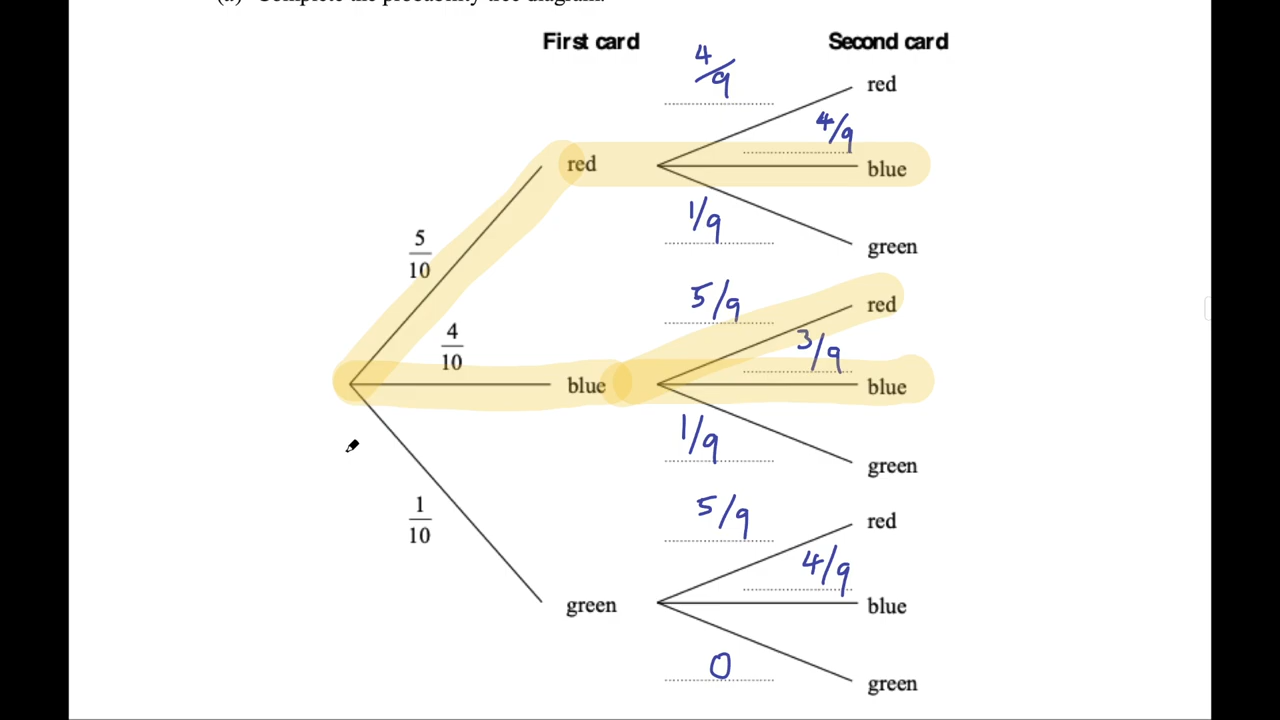 (a) Complete the probability tree diagram.
First card Second card
4/9
red
4/9
red
blue
1/9
5
10
green
5/9
red
4
10
3/9
blue
blue
1/9
green
1
10
5/9
red
4/9
green
blue
0
green